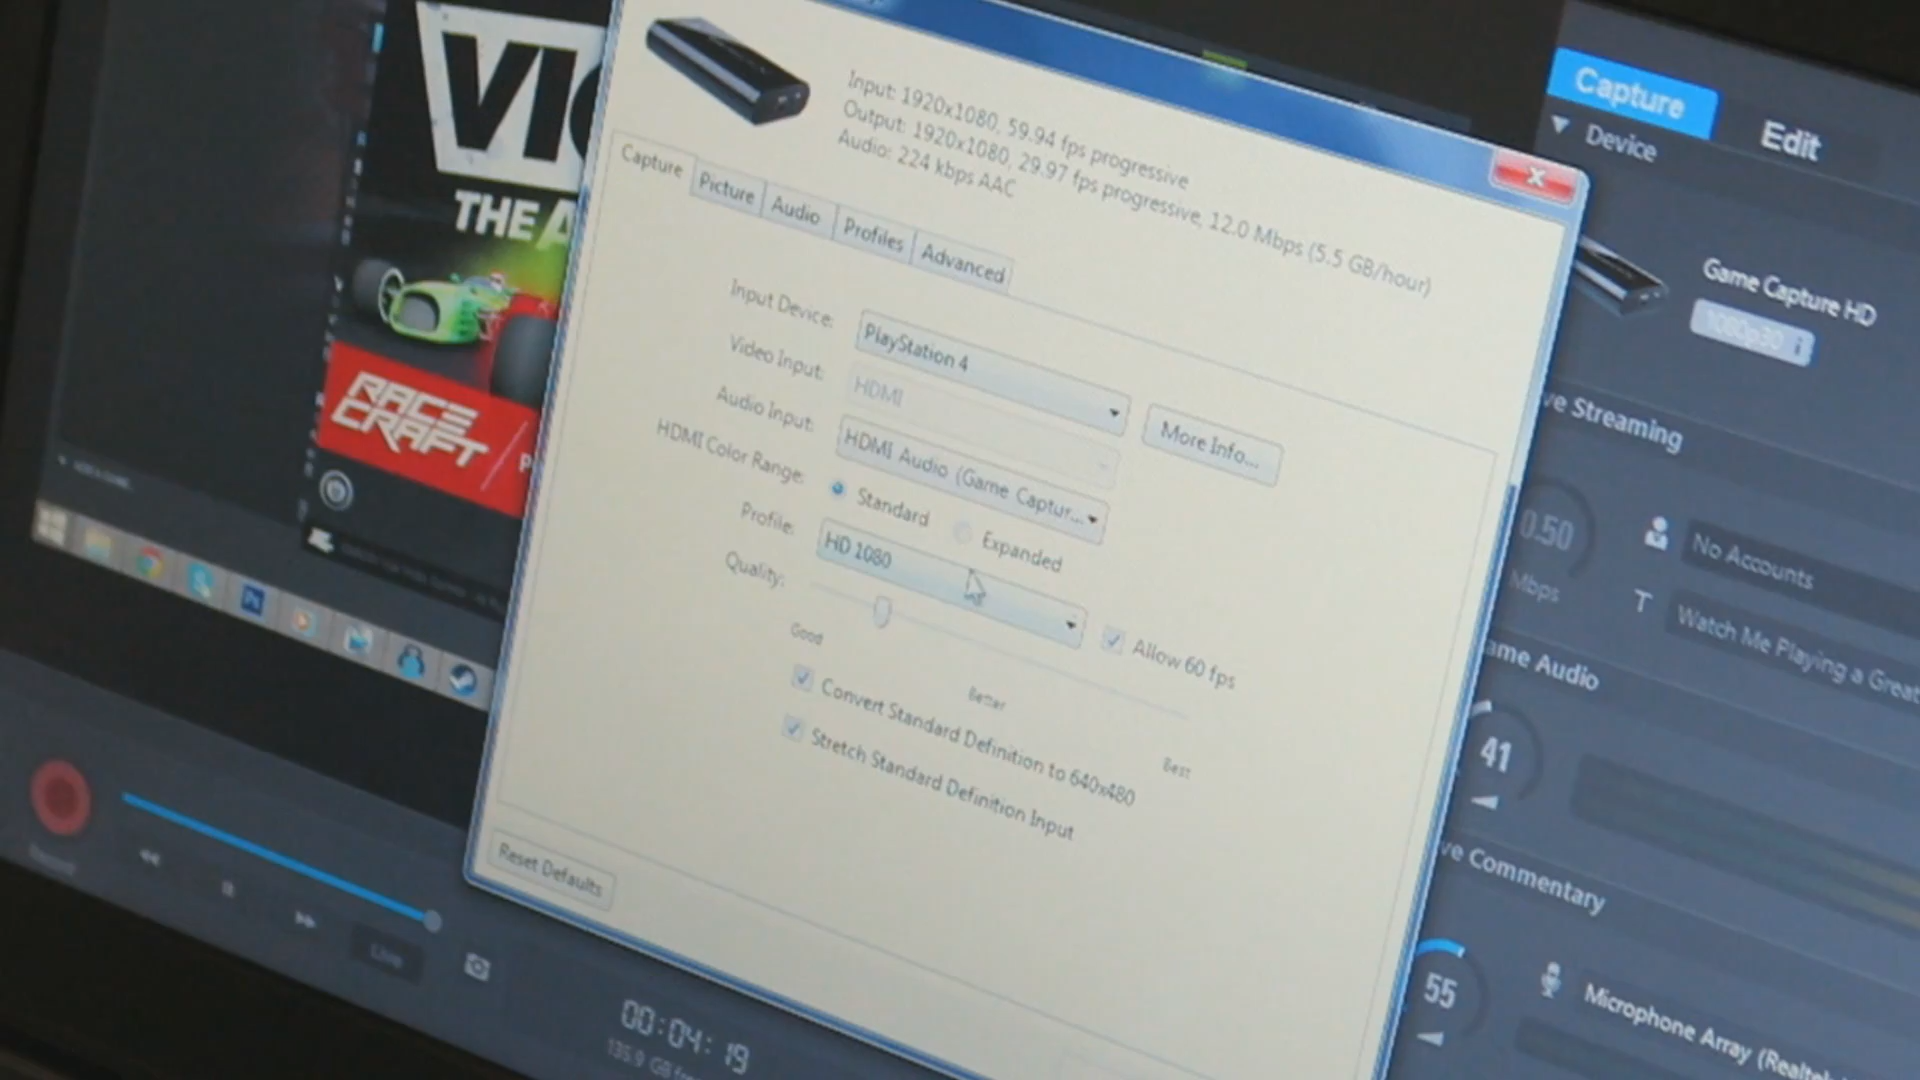 VI
THE A
RACE
CRAFT
Input: 1920x1080, 59.94 fps progressive
Output: 1920x1080, 29.97 fps progressive, 12.0 Mbps (5.5 GB/hour)
Audio: 224 kbps AAC
Capture Picture Audio Profiles Advanced
Input Device: PlayStation 4
More Info...
Video Input: HDMI
Audio Input: HDMI Audio (Game Captur...
HDMI Color Range: Standard Expanded
Profile: HD 1080
Allow 60 fps
Quality:
Good Better Best
Convert Standard Definition to 640x480
Stretch Standard Definition Input
Reset Defaults
Ps
Live
00:04:19
Capture Edit
Device
Game Capture HD
1080p30 i
ve Streaming
0.50
Mbps
No Accounts
T Watch Me Playing a Great
ame Audio
41
ve Commentary
55
Microphone Array (Realtek